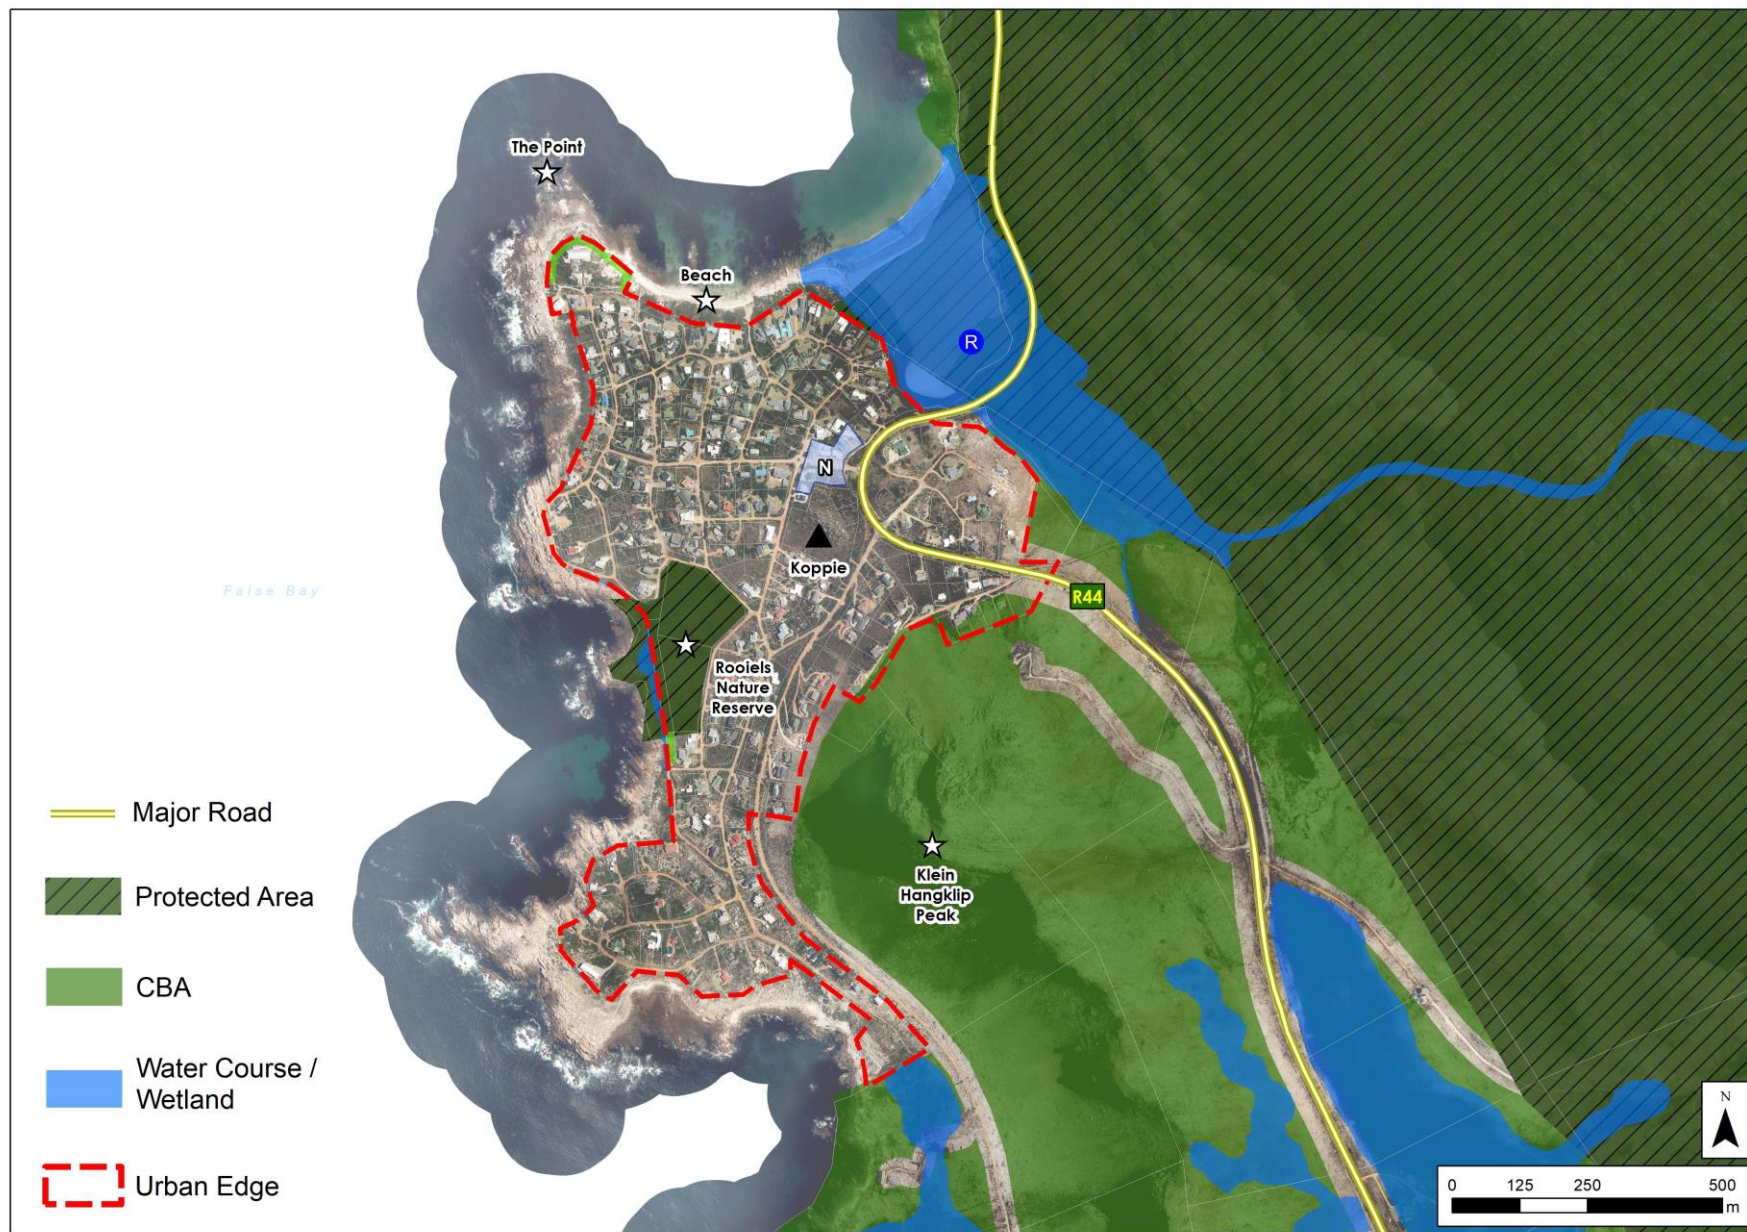 The Point
Beach
R
N
Koppie
False Bay
R44
Rooiels
Nature
Reserve
Klein
Hangklip
Peak
Major Road
Protected Area
CBA
Water Course /
Wetland
Urban Edge
N
0 125 250 500
m